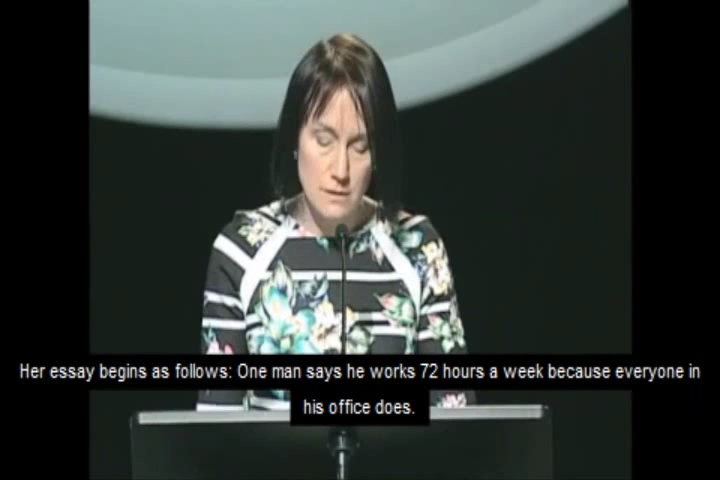 Her essay begins as follows: One man says he works 72 hours a week because everyone in
his office does.